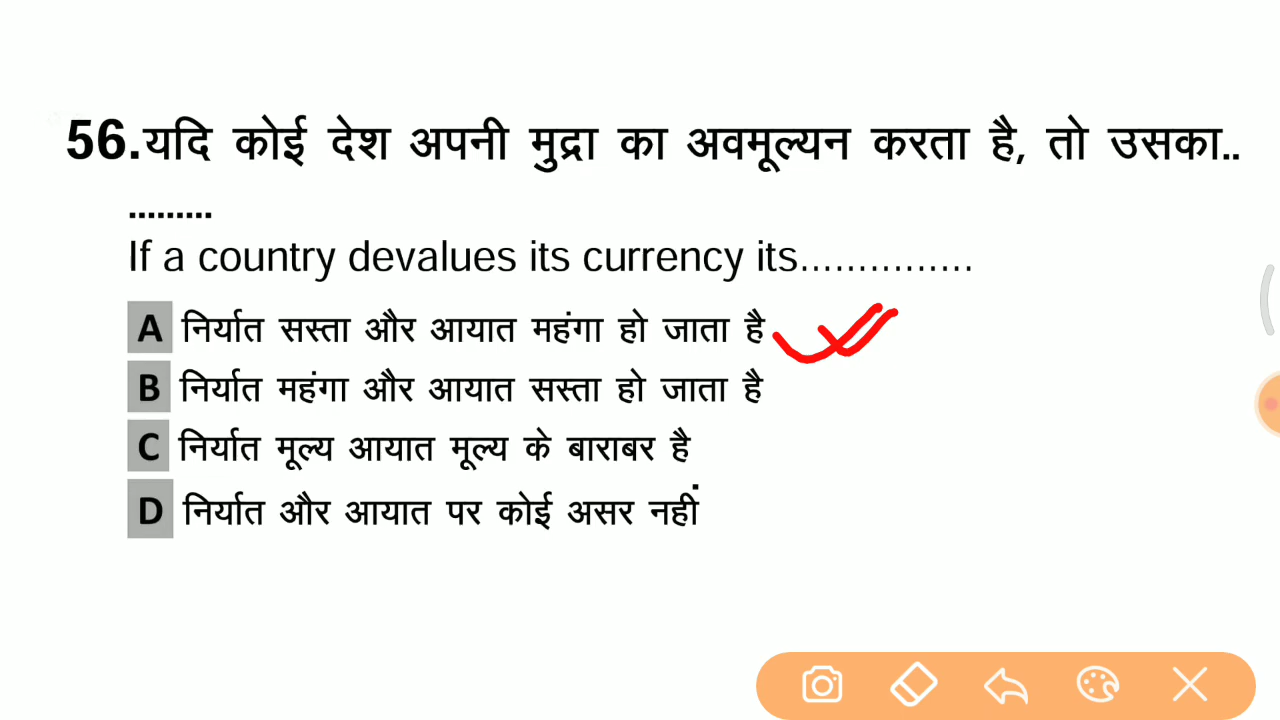 56.यदि कोई देश अपनी मुद्रा का अवमूल्यन करता है, तो उसका..
.........
If a country devalues its currency its...............
A निर्यात सस्ता और आयात महंगा हो जाता है
B निर्यात महंगा और आयात सस्ता हो जाता है
C निर्यात मूल्य आयात मूल्य के बाराबर है
D निर्यात और आयात पर कोई असर नहीं